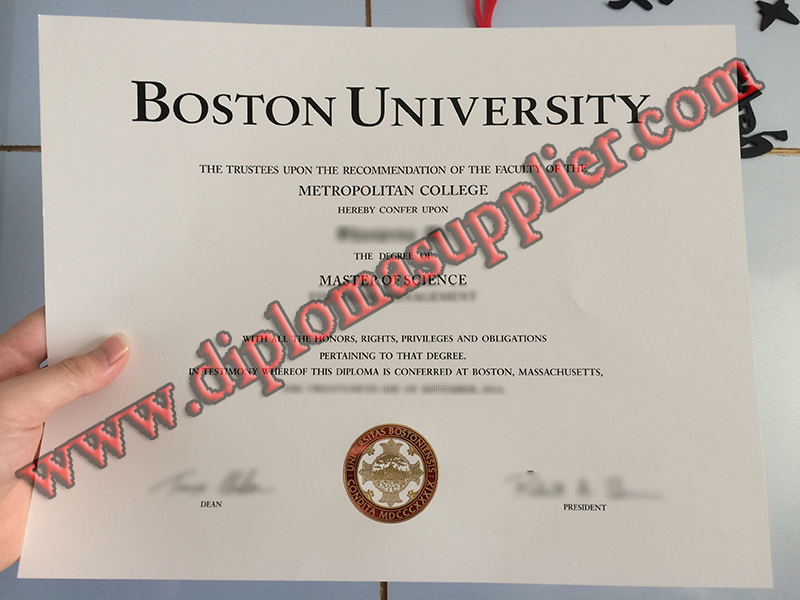 BOSTON UNIVERSITY
THE TRUSTEES UPON THE RECOMMENDATION OF THE FACULTY OF THE
METROPOLITAN COLLEGE
HEREBY CONFER UPON
THE DEGREE OF
MASTER OF SCIENCE
MANAGEMENT
WITH ALL THE HONORS, RIGHTS, PRIVILEGES AND OBLIGATIONS
PERTAINING TO THAT DEGREE.
IN TESTIMONY WHEREOF THIS DIPLOMA IS CONFERRED AT BOSTON, MASSACHUSETTS,
UNIVERSITAS BOSTONIENSIS
CONDITA MDCCCXXXIX
DEAN
PRESIDENT
www.diplomasupplier.com